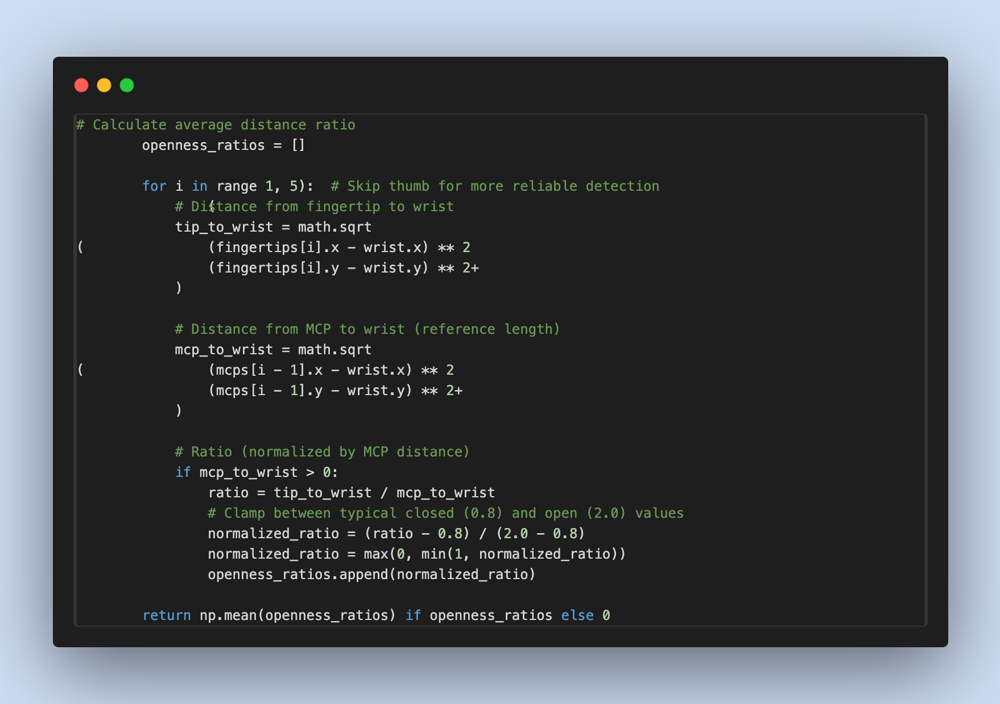 # Calculate average distance ratio
        openness_ratios = []

        for i in range 1, 5):  # Skip thumb for more reliable detection
            # Distance from fingertip to wrist
                (
            tip_to_wrist = math.sqrt
(               (fingertips[i].x - wrist.x) ** 2
                (fingertips[i].y - wrist.y) ** 2+
            )

            # Distance from MCP to wrist (reference length)
            mcp_to_wrist = math.sqrt
(               (mcps[i - 1].x - wrist.x) ** 2
                (mcps[i - 1].y - wrist.y) ** 2+
            )

            # Ratio (normalized by MCP distance)
            if mcp_to_wrist > 0:
                ratio = tip_to_wrist / mcp_to_wrist
                # Clamp between typical closed (0.8) and open (2.0) values
                normalized_ratio = (ratio - 0.8) / (2.0 - 0.8)
                normalized_ratio = max(0, min(1, normalized_ratio))
                openness_ratios.append(normalized_ratio)

        return np.mean(openness_ratios) if openness_ratios else 0